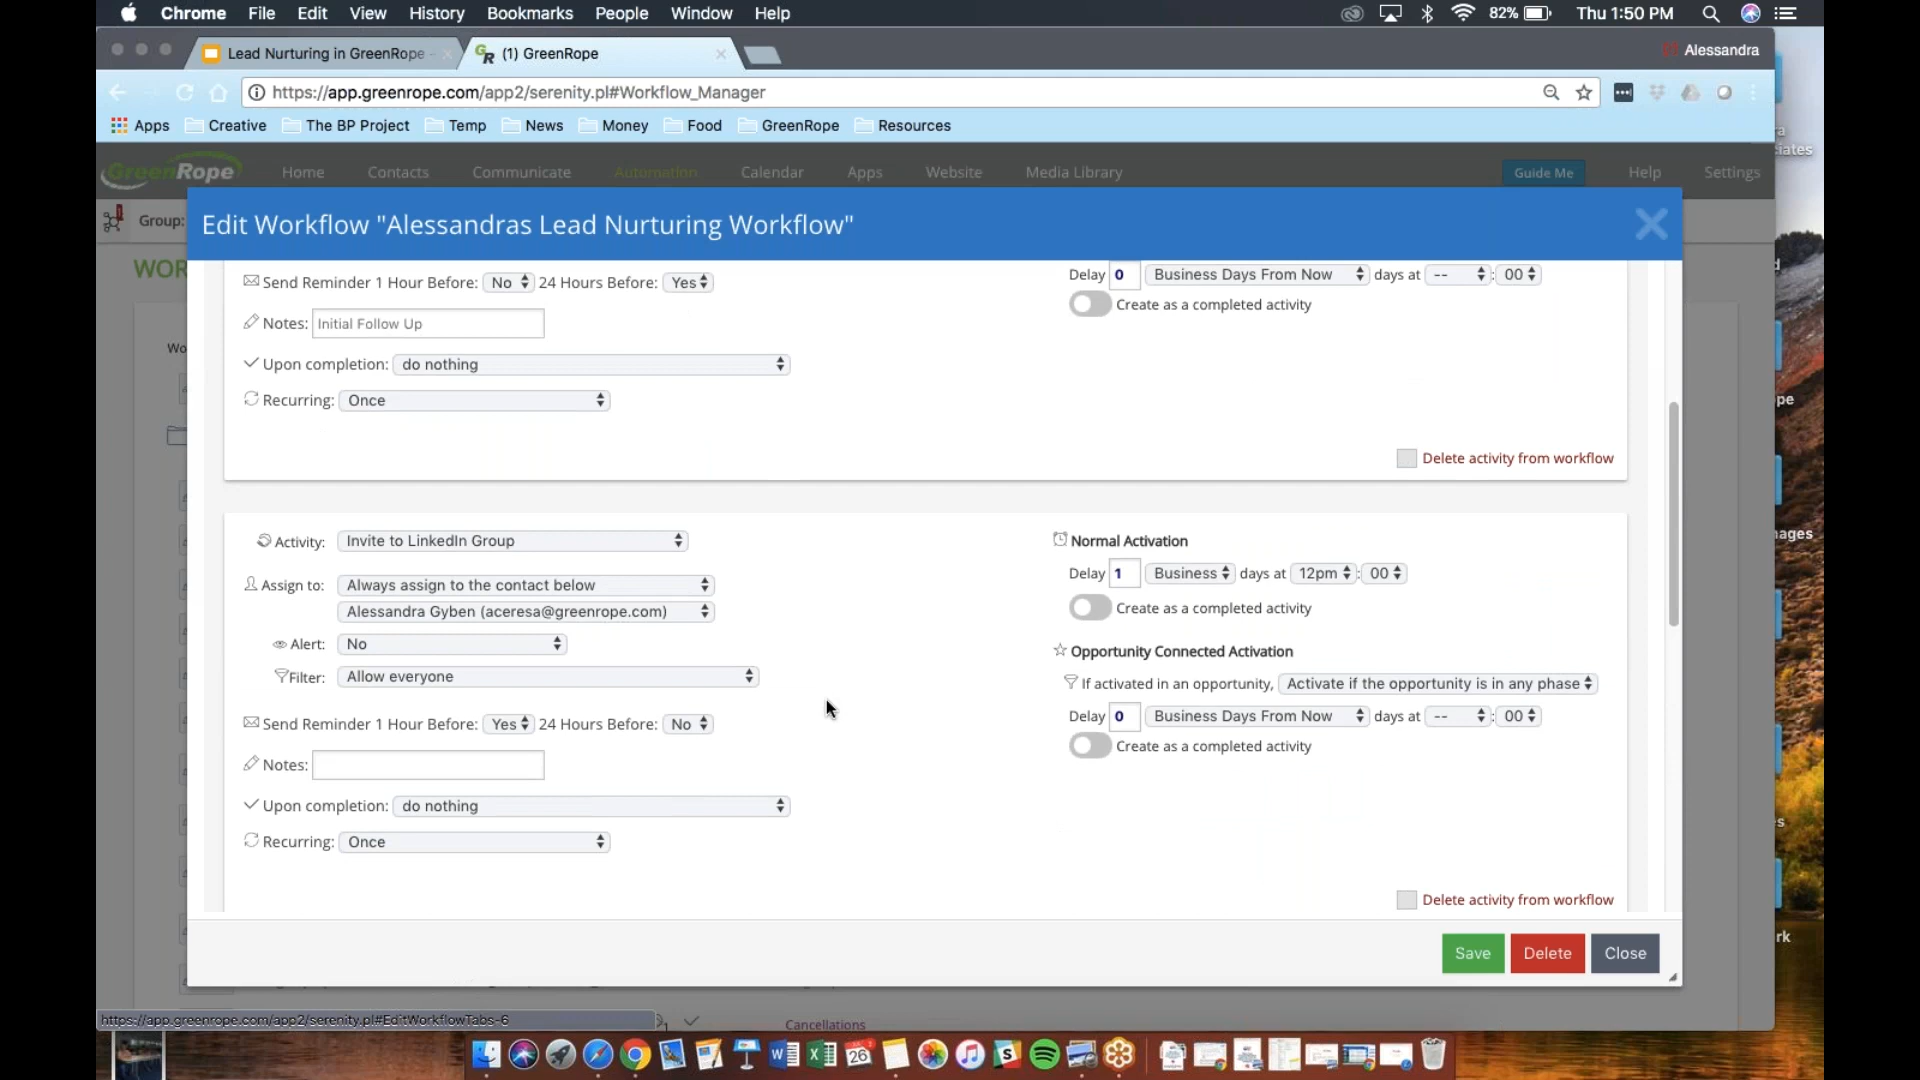 Chrome File Edit View History Bookmarks People Window Help 82% Thu 1:50 PM
Lead Nurturing in GreenRope - (1) GreenRope Alessandra
https://app.greenrope.com/app2/serenity.pl#Workflow_Manager
Apps Creative The BP Project Temp News Money Food GreenRope Resources
GreenRope Home Contacts Communicate Automation Calendar Apps Website Media Library Guide Me Help Settings
Group:
Edit Workflow "Alessandras Lead Nurturing Workflow"
WOR
Send Reminder 1 Hour Before: No 24 Hours Before: Yes
Delay 0 Business Days From Now days at -- : 00
Create as a completed activity
Notes: Initial Follow Up
Wo
Upon completion: do nothing
Recurring: Once
Delete activity from workflow
Activity: Invite to LinkedIn Group
Normal Activation
Delay 1 Business days at 12pm : 00
Assign to: Always assign to the contact below
Alessandra Gyben (aceresa@greenrope.com)
Create as a completed activity
Alert: No
Opportunity Connected Activation
Filter: Allow everyone
If activated in an opportunity, Activate if the opportunity is in any phase
Send Reminder 1 Hour Before: Yes 24 Hours Before: No
Delay 0 Business Days From Now days at -- : 00
Create as a completed activity
Notes:
Upon completion: do nothing
Recurring: Once
Delete activity from workflow
Save Delete Close
https://app.greenrope.com/app2/serenity.pl#EditWorkflowTabs-6
Cancellations
26